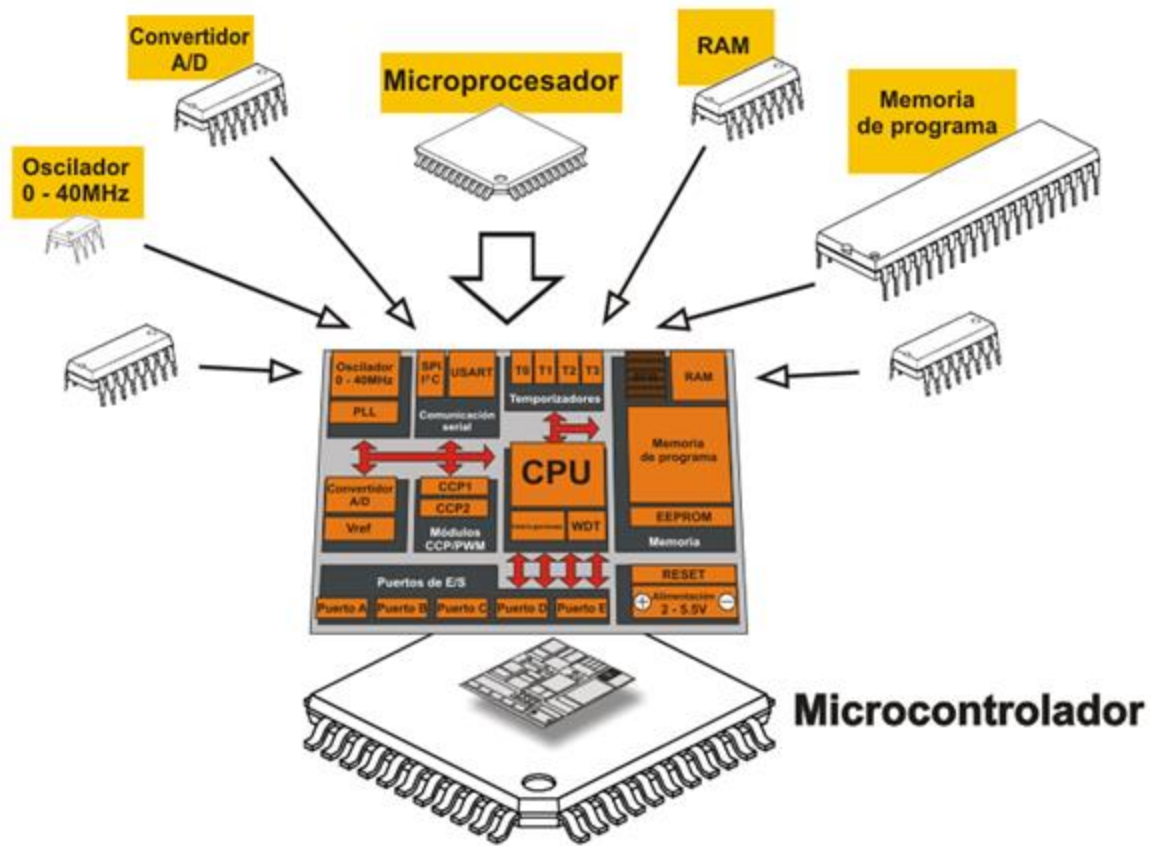 Convertidor
A/D
Microprocesador
RAM
Memoria
de programa
Oscilador
0 - 40MHz
Oscilador
0 - 40MHz
PLL
SPI
I²C
USART
Comunicación
serial
T0
T1
T2
T3
Temporizadores
RAM
Memoria
de programa
EEPROM
Memoria
Convertidor
A/D
Vref
CCP1
CCP2
Módulos
CCP/PWM
CPU
WDT
Puertos de E/S
Puerto A
Puerto B
Puerto C
Puerto D
Puerto E
RESET
+
Alimentación
2 - 5.5V
−
Microcontrolador